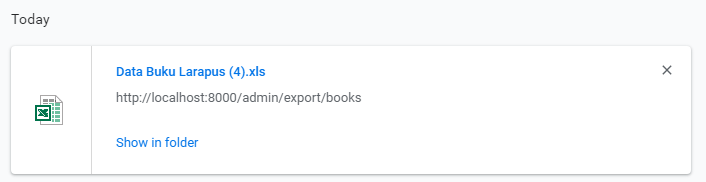 Today
Data Buku Larapus (4).xls
http://localhost:8000/admin/export/books
Show in folder